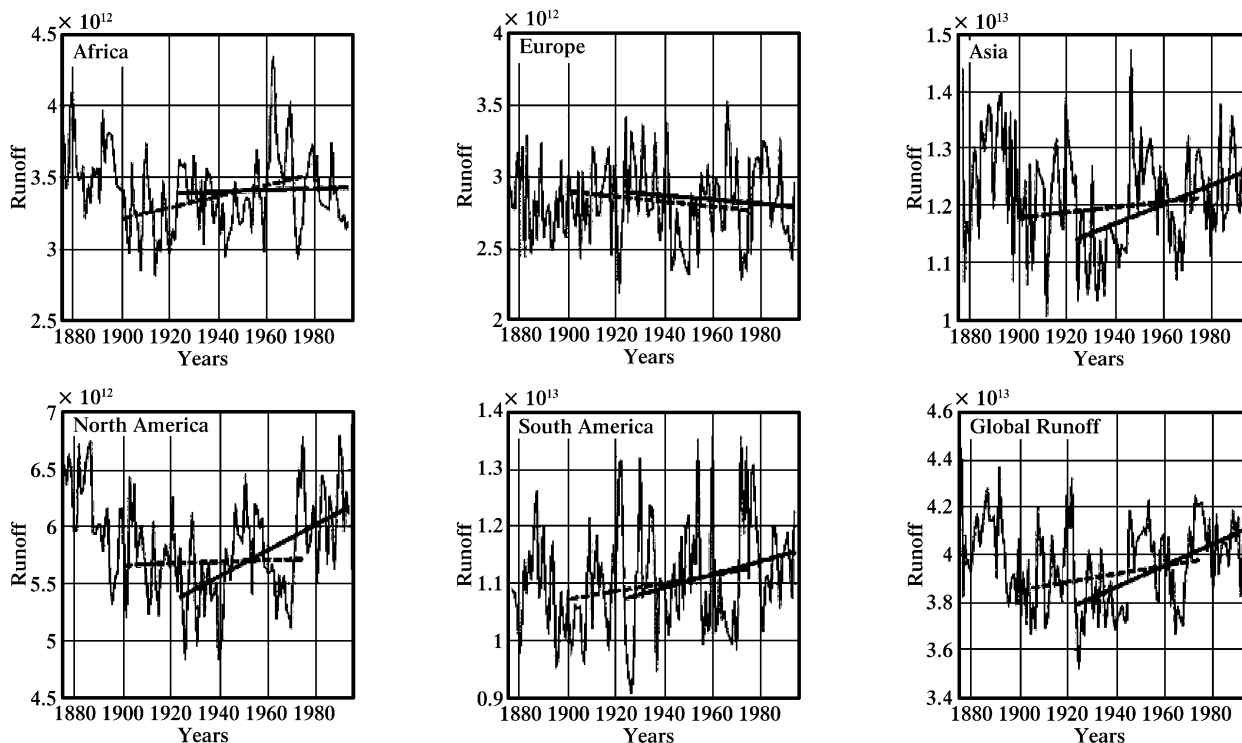 × 10¹²
4.5
4
3.5
3
2.5
Africa
Runoff
1880 1900 1920 1940 1960 1980
Years
× 10¹²
4
3.5
3
2.5
2
Europe
Runoff
1880 1900 1920 1940 1960 1980
Years
× 10¹³
1.5
1.4
1.3
1.2
1.1
1
Asia
Runoff
1880 1900 1920 1940 1960 1980
Years
× 10¹²
7
6.5
6
5.5
5
4.5
North America
Runoff
1880 1900 1920 1940 1960 1980
Years
× 10¹³
1.4
1.3
1.2
1.1
1
0.9
South America
Runoff
1880 1900 1920 1940 1960 1980
Years
× 10¹³
4.6
4.4
4.2
4
3.8
3.6
3.4
Global Runoff
Runoff
1880 1900 1920 1940 1960 1980
Years